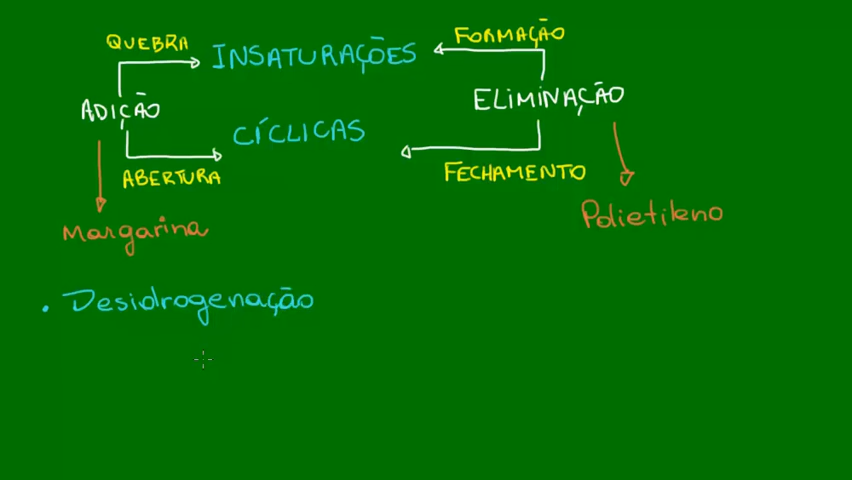 QUEBRA
INSATURAÇÕES
FORMAÇÃO
ADIÇÃO
ELIMINAÇÃO
CÍCLICAS
ABERTURA
FECHAMENTO
Margarina
Polietileno
. Desidrogenação